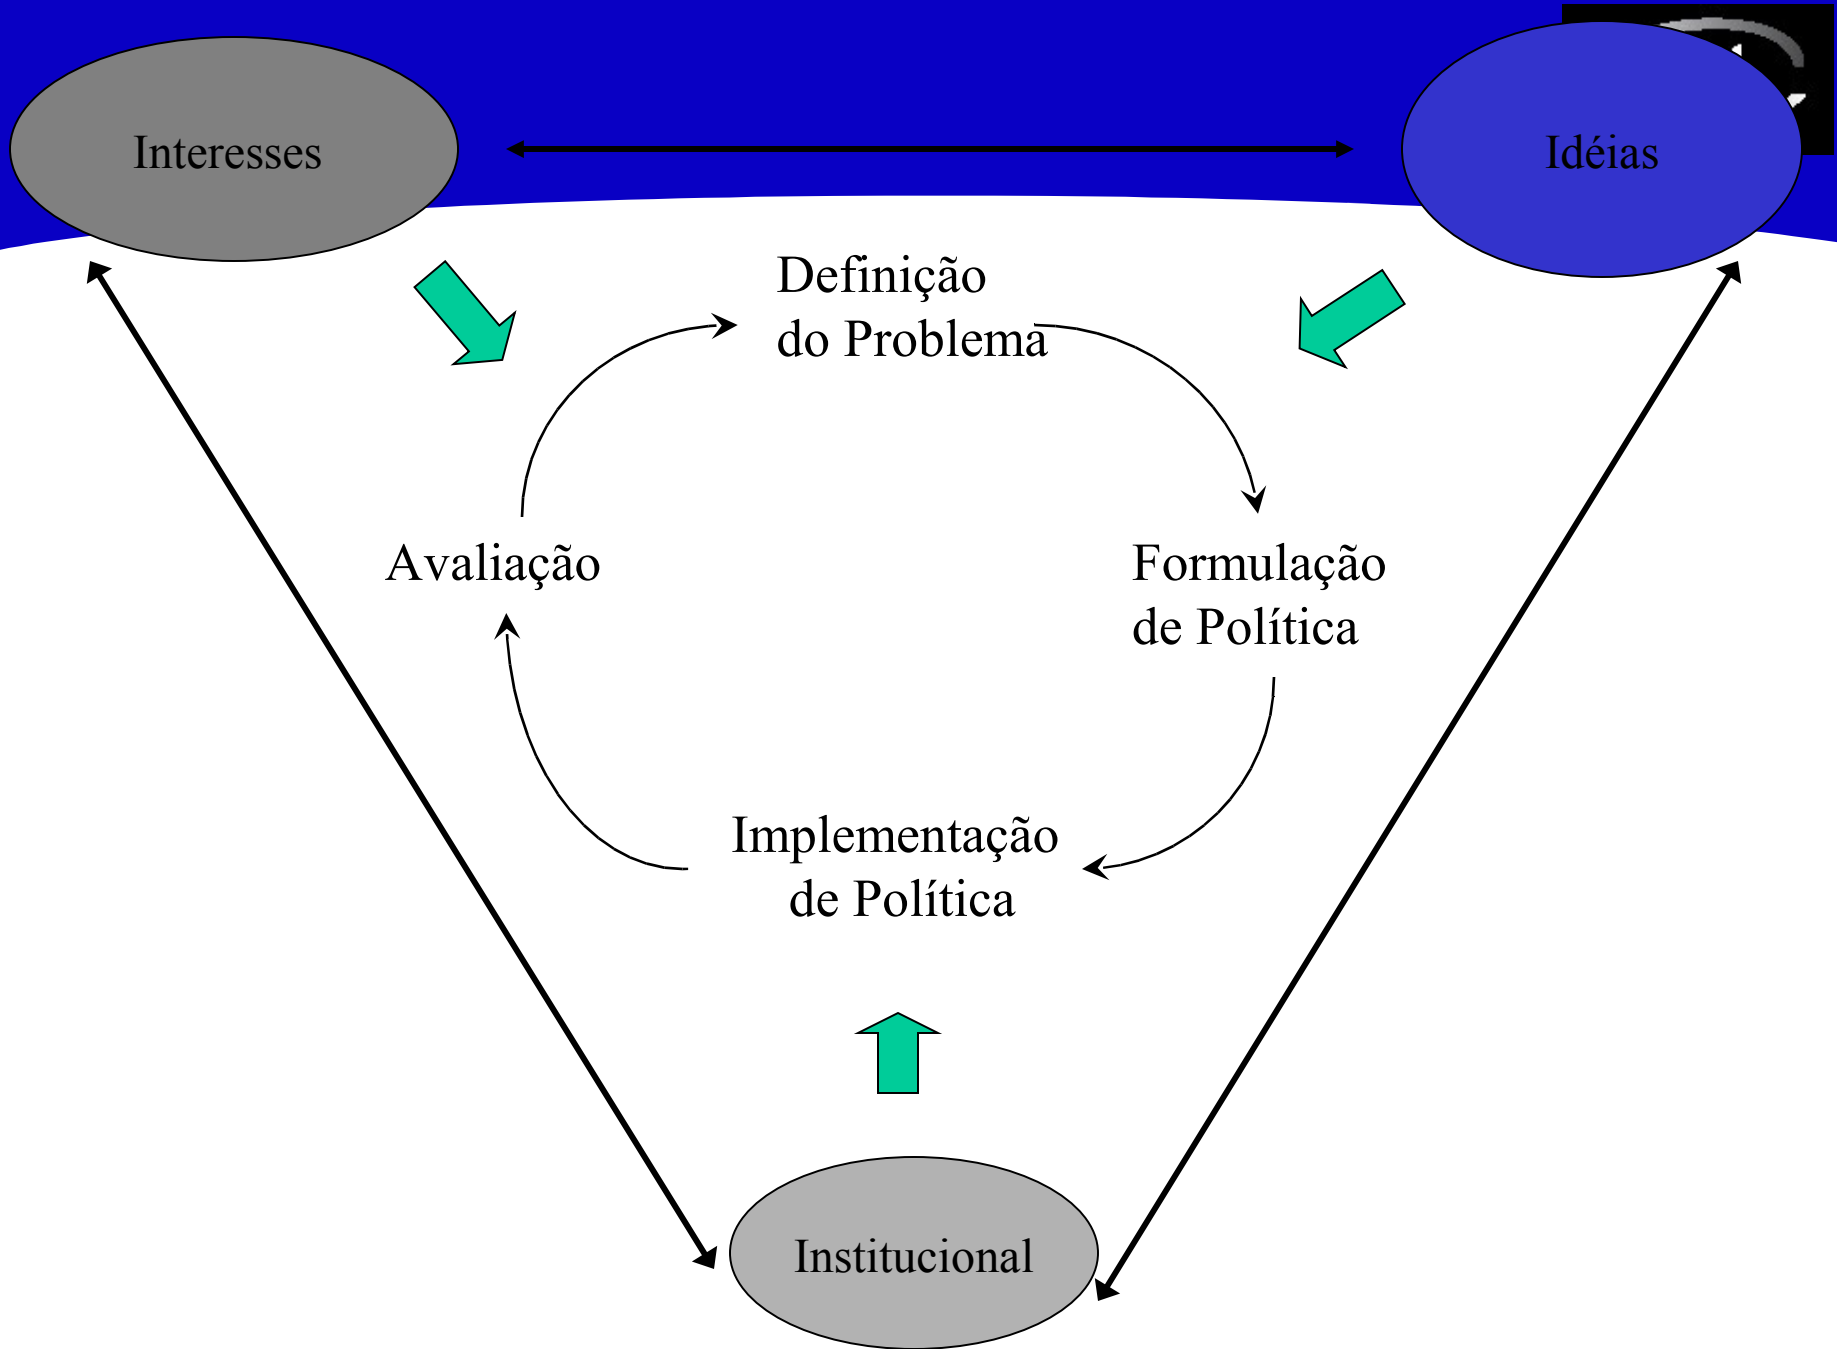 Interesses
Idéias
Definição
do Problema
Avaliação
Formulação
de Política
Implementação
de Política
Institucional